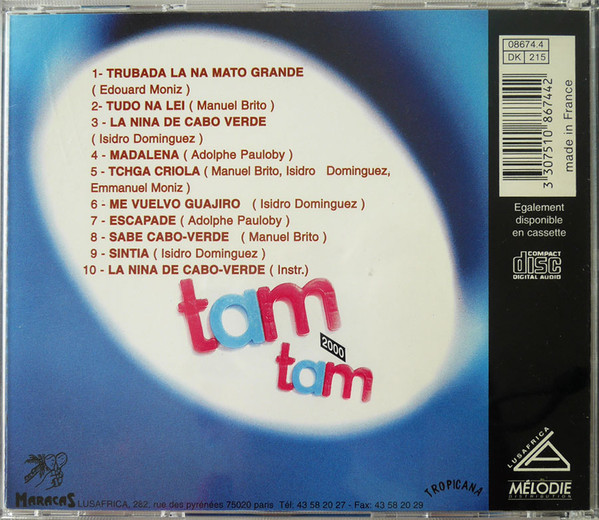 1- TRUBADA LA NA MATO GRANDE
( Edouard Moniz )
2- TUDO NA LEI ( Manuel Brito )
3 - LA NINA DE CABO VERDE
( Isidro Dominguez )
4 - MADALENA ( Adolphe Pauloby )
5 - TCHGA CRIOLA ( Manuel Brito, Isidro Dominguez,
Emmanuel Moniz )
6 - ME VUELVO GUAJIRO ( Isidro Dominguez )
7 - ESCAPADE ( Adolphe Pauloby )
8 - SABE CABO-VERDE ( Manuel Brito )
9 - SINTIA ( Isidro Dominguez )
10 - LA NINA DE CABO-VERDE ( Instr.)
tam
2000
tam
MARACAS
LUSAFRICA, 282, rue des pyrenées 75020 paris Tél: 43 58 20 27 - Fax: 43 58 20 29
TROPICANA
08674.4
DK 215
3 307510 867442
made in France
Egalement
disponible
en cassette
COMPACT
disc
DIGITAL AUDIO
LUSAFRICA
MÉLODIE
DISTRIBUTION